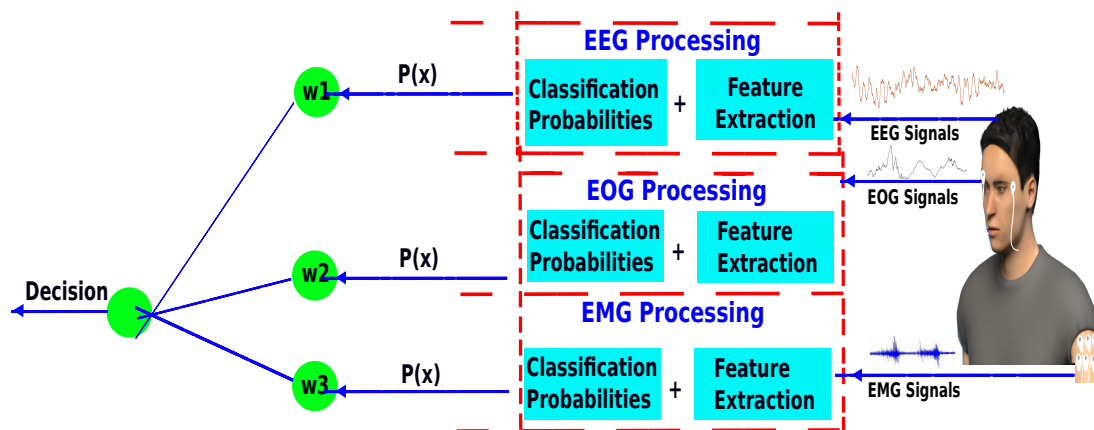 EEG Processing
P(x)
w1
Classification
Probabilities
+
Feature
Extraction
EEG Signals
EOG Processing
EOG Signals
P(x)
w2
Classification
Probabilities
+
Feature
Extraction
Decision
EMG Processing
P(x)
w3
Classification
Probabilities
+
Feature
Extraction
EMG Signals